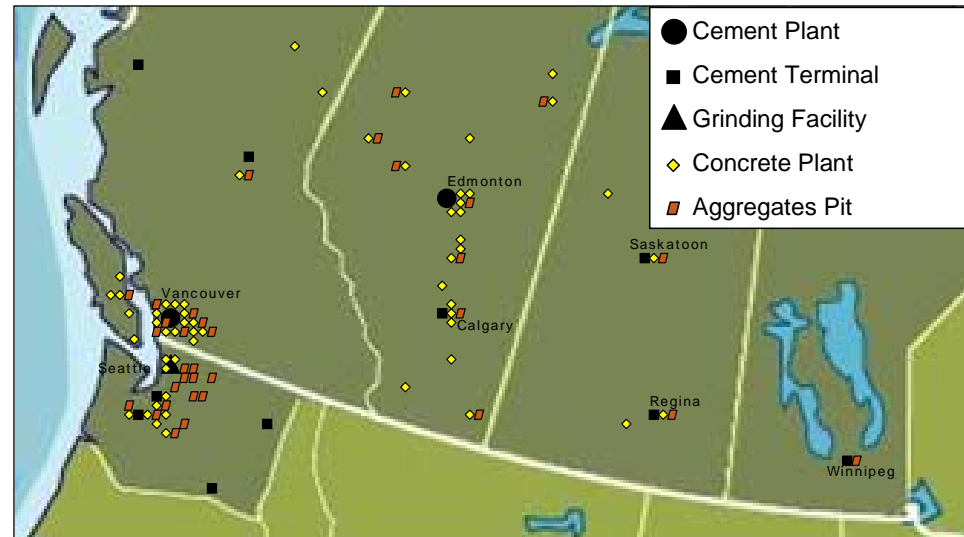 Cement Plant
Cement Terminal
Grinding Facility
Concrete Plant
Aggregates Pit
Edmonton
Saskatoon
Vancouver
Calgary
Seattle
Regina
Winnipeg